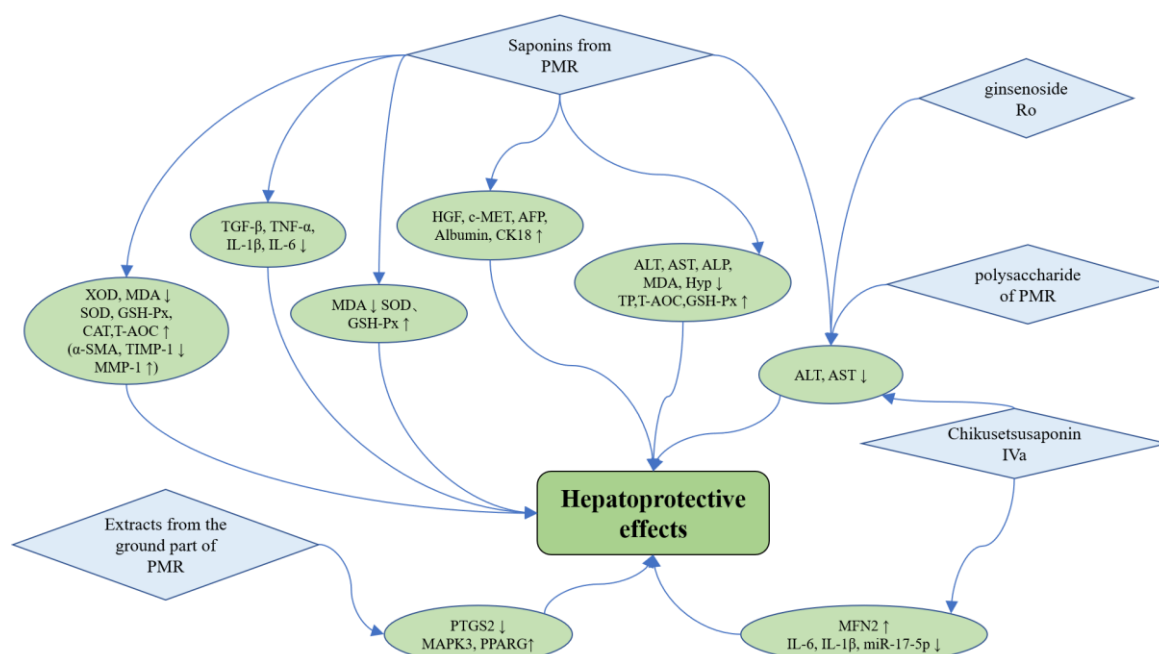 Saponins from
PMR
ginsenoside
Ro
TGF-β, TNF-α,
IL-1β, IL-6 ↓
HGF, c-MET, AFP,
Albumin, CK18 ↑
ALT, AST, ALP,
MDA, Hyp ↓
TP,T-AOC,GSH-Px ↑
polysaccharide
of PMR
XOD, MDA ↓
SOD, GSH-Px,
CAT,T-AOC ↑
(α-SMA, TIMP-1 ↓
MMP-1 ↑)
MDA ↓ SOD、
GSH-Px ↑
ALT, AST ↓
Chikusetsusaponin
IVa
Hepatoprotective
effects
Extracts from the
ground part of
PMR
PTGS2 ↓
MAPK3, PPARG↑
MFN2 ↑
IL-6, IL-1β, miR-17-5p ↓